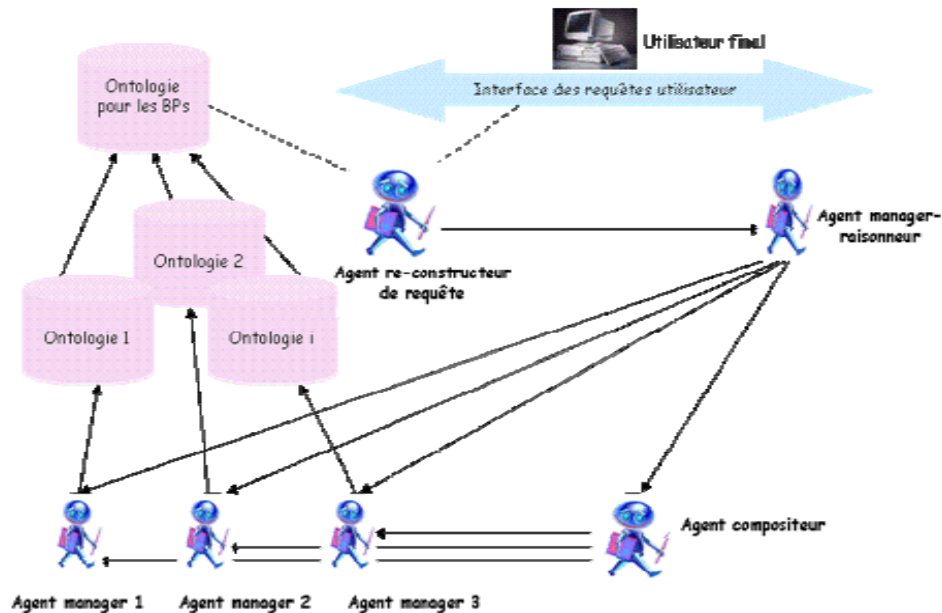 Utilisateur final
Interface des requêtes utilisateur
Ontologie
pour les BPs
Agent manager-
raisonneur
Ontologie 2
Agent re-constructeur
de requête
Ontologie 1
Ontologie i
Agent compositeur
Agent manager 1
Agent manager 2
Agent manager 3